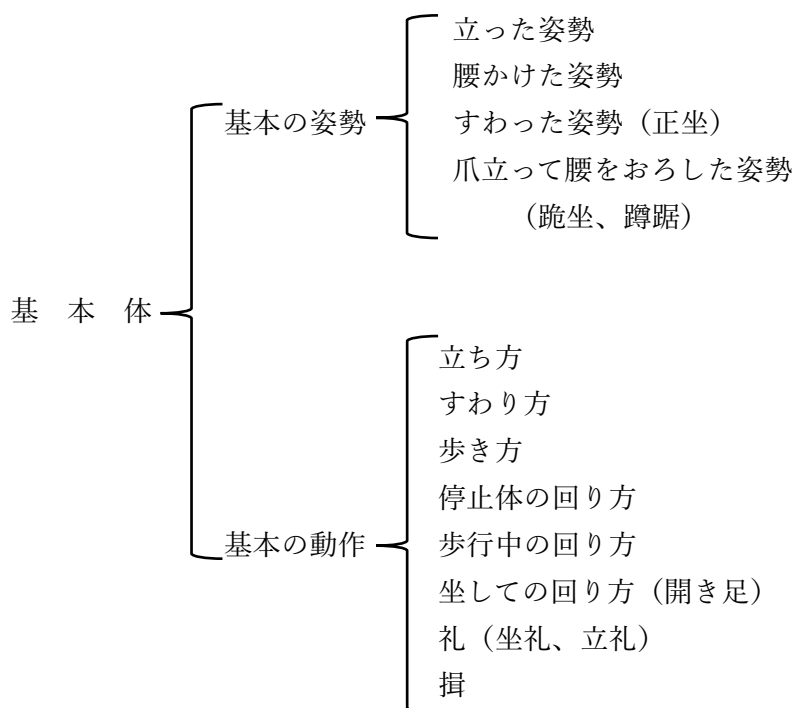 立った姿勢
腰かけた姿勢
基本の姿勢
すわった姿勢（正坐）
爪立って腰をおろした姿勢
（跪坐、蹲踞）
基　本　体
立ち方
すわり方
歩き方
停止体の回り方
基本の動作
歩行中の回り方
坐しての回り方（開き足）
礼（坐礼、立礼）
揖